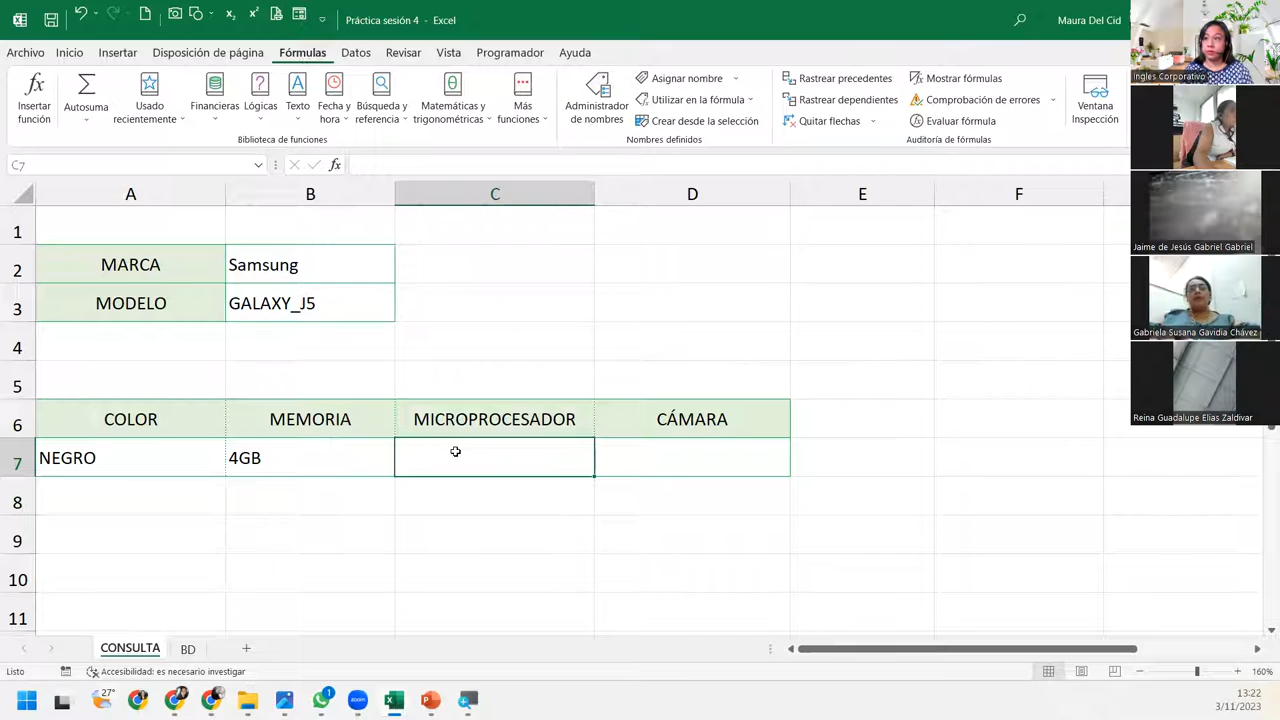 Práctica sesión 4 - Excel
Maura Del Cid
Archivo Inicio Insertar Disposición de página Fórmulas Datos Revisar Vista Programador Ayuda
Insertar función
Autosuma
Usado recientemente
Financieras
Lógicas
Texto
Fecha y hora
Búsqueda y referencia
Matemáticas y trigonométricas
Más funciones
Biblioteca de funciones
Administrador de nombres
Asignar nombre
Utilizar en la fórmula
Crear desde la selección
Nombres definidos
Rastrear precedentes
Rastrear dependientes
Quitar flechas
Mostrar fórmulas
Comprobación de errores
Evaluar fórmula
Auditoría de fórmulas
Ventana Inspección
C7
fx
A B C D E F
1
2 MARCA Samsung
3 MODELO GALAXY_J5
4
5
6 COLOR MEMORIA MICROPROCESADOR CÁMARA
7 NEGRO 4GB
8
9
10
11
CONSULTA BD
Listo
Accesibilidad: es necesario investigar
160%
27°
1
zoom
13:22
3/11/2023
Ingles Corporativo
Jaime de Jesús Gabriel Gabriel
Gabriela Susana Gavidia Chávez
Reina Guadalupe Elias Zaldivar